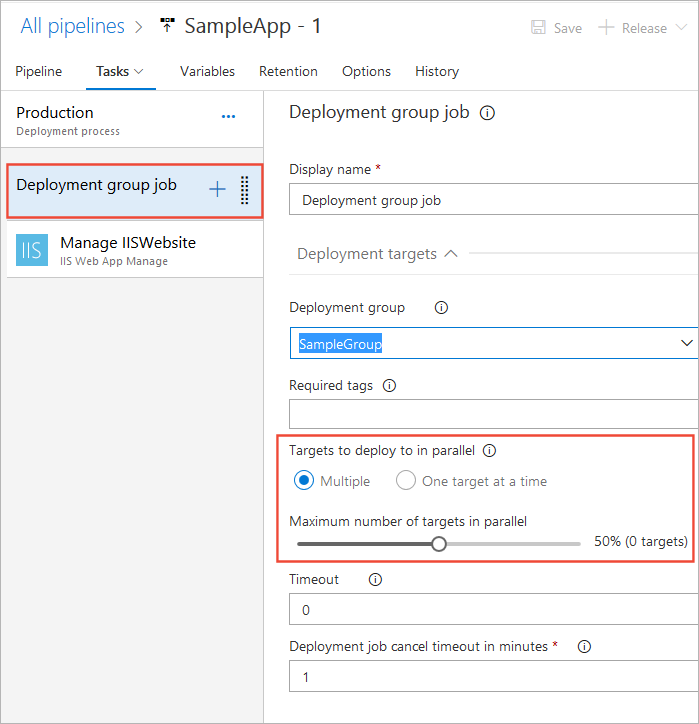 All pipelines > SampleApp - 1 Save + Release
Pipeline Tasks Variables Retention Options History
Production ...
Deployment process
Deployment group job +
IIS Manage IISWebsite
IIS Web App Manage
Deployment group job i
Display name *
Deployment group job
Deployment targets
Deployment group i
SampleGroup
Required tags i
Targets to deploy to in parallel i
Multiple One target at a time
Maximum number of targets in parallel
50% (0 targets)
Timeout i
0
Deployment job cancel timeout in minutes * i
1